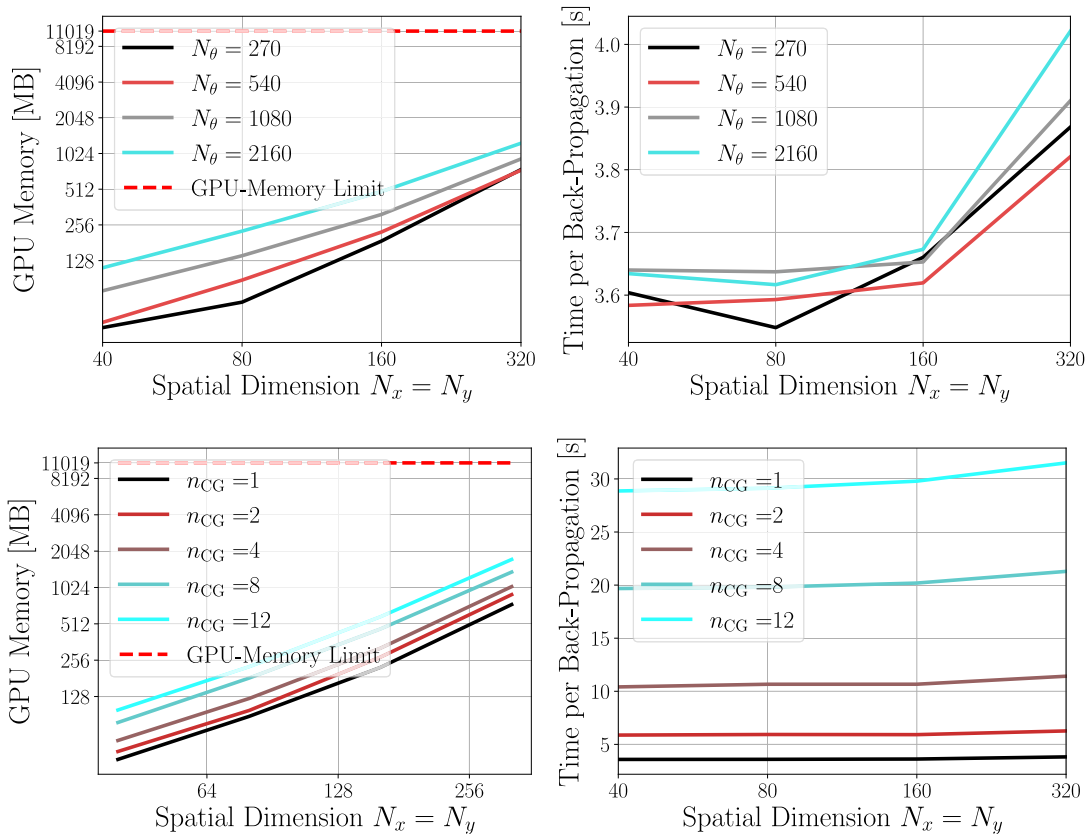 GPU Memory [MB]
11019
8192
4096
2048
1024
512
256
128
N_θ = 270
N_θ = 540
N_θ = 1080
N_θ = 2160
GPU-Memory Limit
40 80 160 320
Spatial Dimension N_x = N_y
Time per Back-Propagation [s]
4.0
3.9
3.8
3.7
3.6
N_θ = 270
N_θ = 540
N_θ = 1080
N_θ = 2160
40 80 160 320
Spatial Dimension N_x = N_y
GPU Memory [MB]
11019
8192
4096
2048
1024
512
256
128
n_CG =1
n_CG =2
n_CG =4
n_CG =8
n_CG =12
GPU-Memory Limit
64 128 256
Spatial Dimension N_x = N_y
Time per Back-Propagation [s]
30
25
20
15
10
5
n_CG =1
n_CG =2
n_CG =4
n_CG =8
n_CG =12
40 80 160 320
Spatial Dimension N_x = N_y